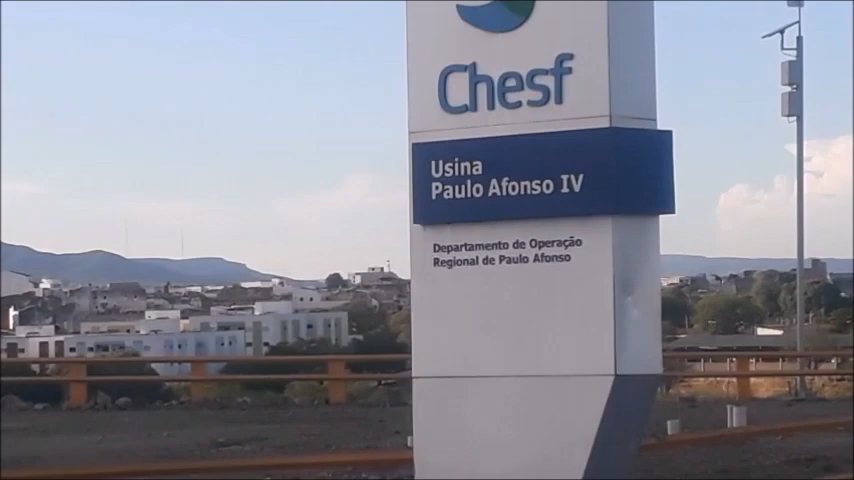 Chesf
Usina
Paulo Afonso IV
Departamento de Operação
Regional de Paulo Afonso